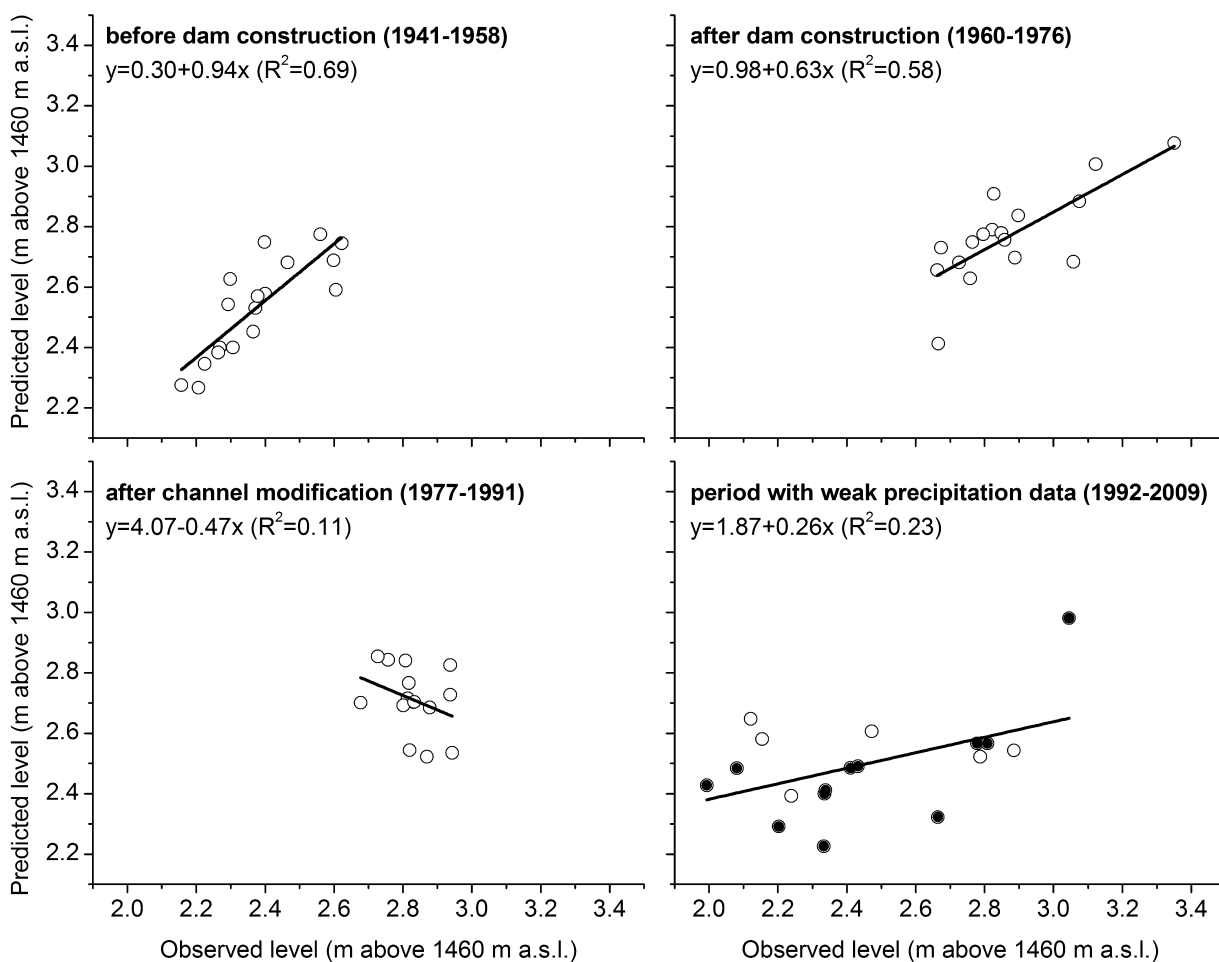 before dam construction (1941-1958)
y=0.30+0.94x (R²=0.69)
after dam construction (1960-1976)
y=0.98+0.63x (R²=0.58)
3.4
3.2
3.0
2.8
2.6
2.4
2.2
Predicted level (m above 1460 m a.s.l.)
after channel modification (1977-1991)
y=4.07-0.47x (R²=0.11)
period with weak precipitation data (1992-2009)
y=1.87+0.26x (R²=0.23)
3.4
3.2
3.0
2.8
2.6
2.4
2.2
Predicted level (m above 1460 m a.s.l.)
2.0 2.2 2.4 2.6 2.8 3.0 3.2 3.4
2.0 2.2 2.4 2.6 2.8 3.0 3.2 3.4
Observed level (m above 1460 m a.s.l.)
Observed level (m above 1460 m a.s.l.)